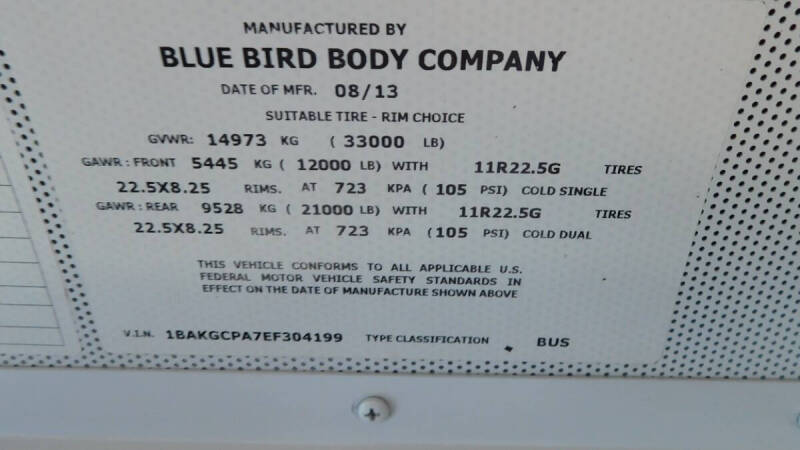 MANUFACTURED BY
BLUE BIRD BODY COMPANY
DATE OF MFR. 08/13
SUITABLE TIRE - RIM CHOICE
GVWR: 14973 KG ( 33000 LB)
GAWR : FRONT 5445 KG ( 12000 LB) WITH 11R22.5G TIRES
22.5X8.25 RIMS. AT 723 KPA ( 105 PSI) COLD SINGLE
GAWR : REAR 9528 KG ( 21000 LB) WITH 11R22.5G TIRES
22.5X8.25 RIMS. AT 723 KPA (105 PSI) COLD DUAL
THIS VEHICLE CONFORMS TO ALL APPLICABLE U.S.
FEDERAL MOTOR VEHICLE SAFETY STANDARDS IN
EFFECT ON THE DATE OF MANUFACTURE SHOWN ABOVE
V.I.N. 1BAKGCPA7EF304199 TYPE CLASSIFICATION BUS